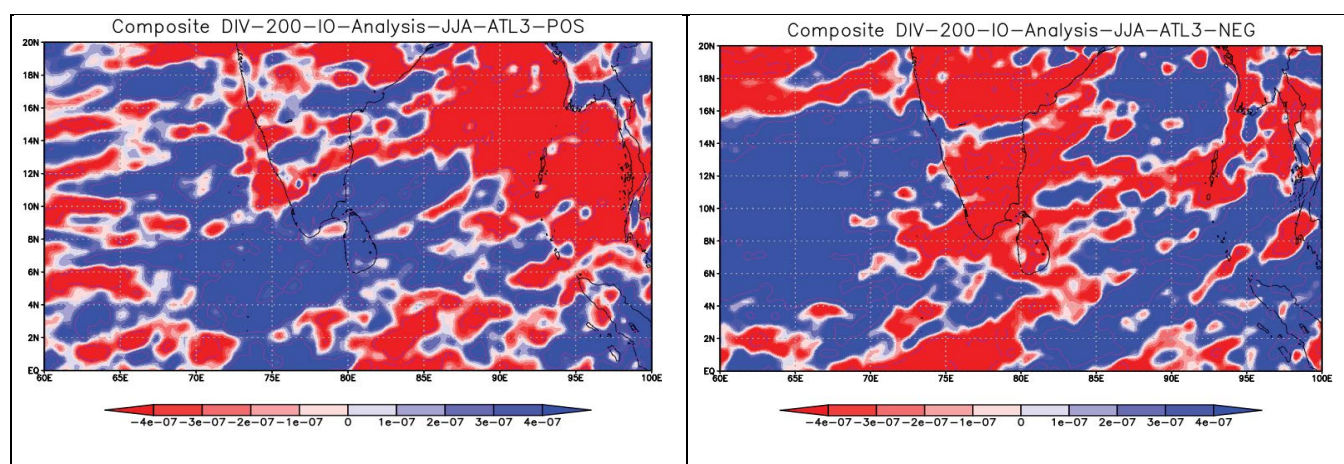 Composite DIV-200-IO-Analysis-JJA-ATL3-POS
20N
18N
16N
14N
12N
10N
8N
6N
4N
2N
EQ
60E 65E 70E 75E 80E 85E 90E 95E 100E
-4e-07 -3e-07 -2e-07 -1e-07 0 1e-07 2e-07 3e-07 4e-07
Composite DIV-200-IO-Analysis-JJA-ATL3-NEG
20N
18N
16N
14N
12N
10N
8N
6N
4N
2N
EQ
60E 65E 70E 75E 80E 85E 90E 95E 100E
-4e-07 -3e-07 -2e-07 -1e-07 0 1e-07 2e-07 3e-07 4e-07